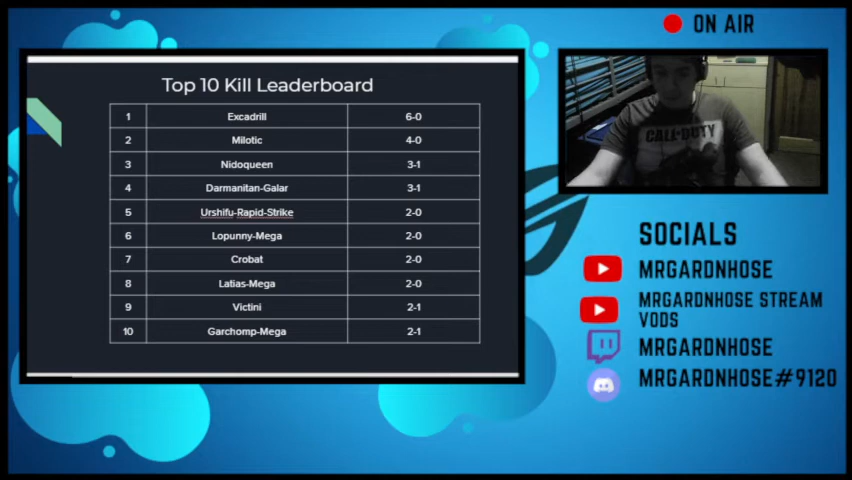 ON AIR
Top 10 Kill Leaderboard
1 Excadrill 6-0
2 Milotic 4-0
3 Nidoqueen 3-1
4 Darmanitan-Galar 3-1
5 Urshifu-Rapid-Strike 2-0
6 Lopunny-Mega 2-0
7 Crobat 2-0
8 Latias-Mega 2-0
9 Victini 2-1
10 Garchomp-Mega 2-1
CALL OF DUTY
SOCIALS
MRGARDNHOSE
MRGARDNHOSE STREAM
VODS
MRGARDNHOSE
MRGARDNHOSE#9120